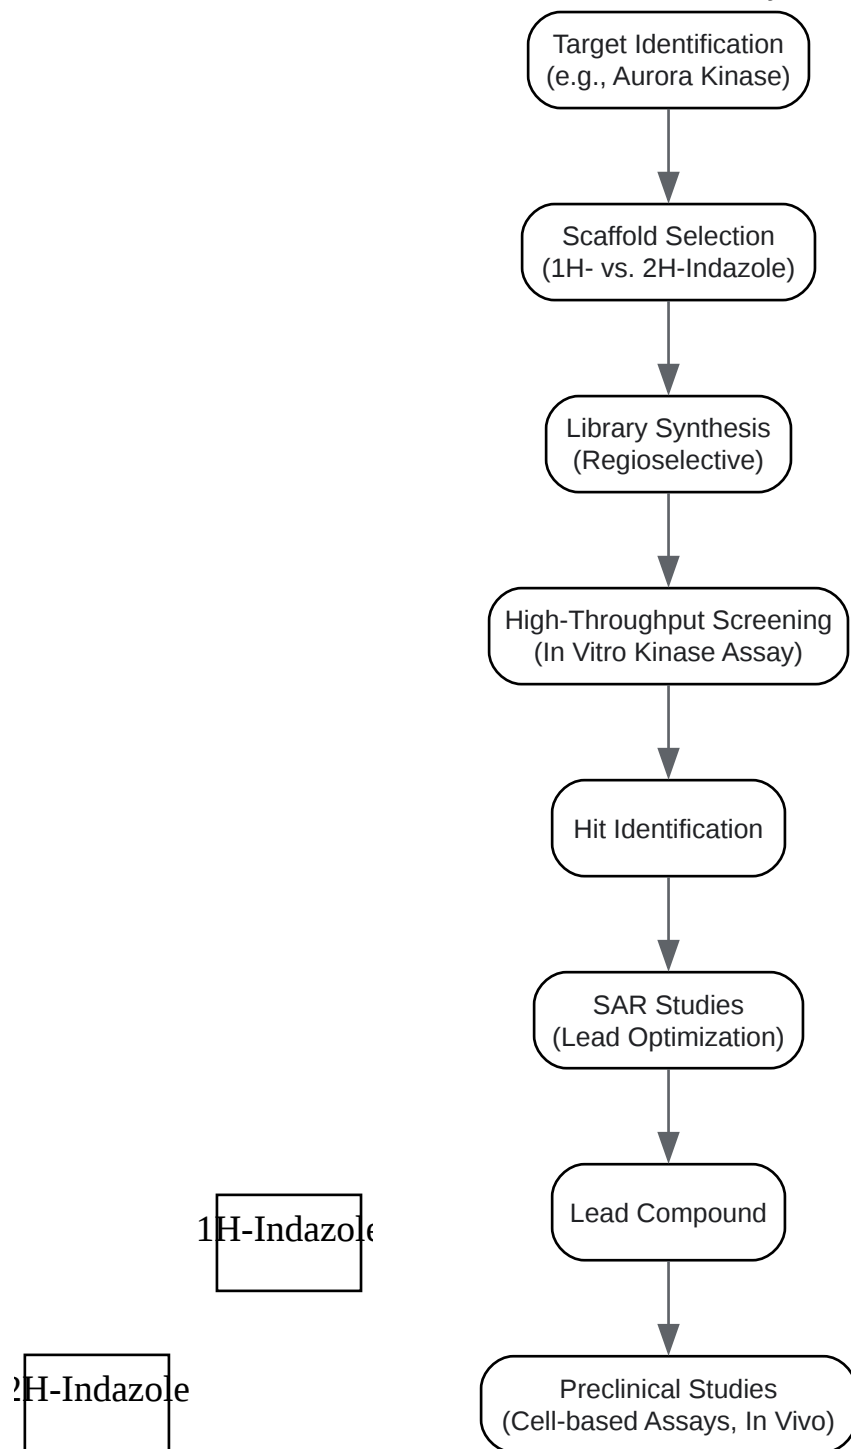 Target Identification
(e.g., Aurora Kinase)
Scaffold Selection
(1H- vs. 2H-Indazole)
Library Synthesis
(Regioselective)
High-Throughput Screening
(In Vitro Kinase Assay)
Hit Identification
SAR Studies
(Lead Optimization)
Lead Compound
1H-Indazole
2H-Indazole
Preclinical Studies
(Cell-based Assays, In Vivo)